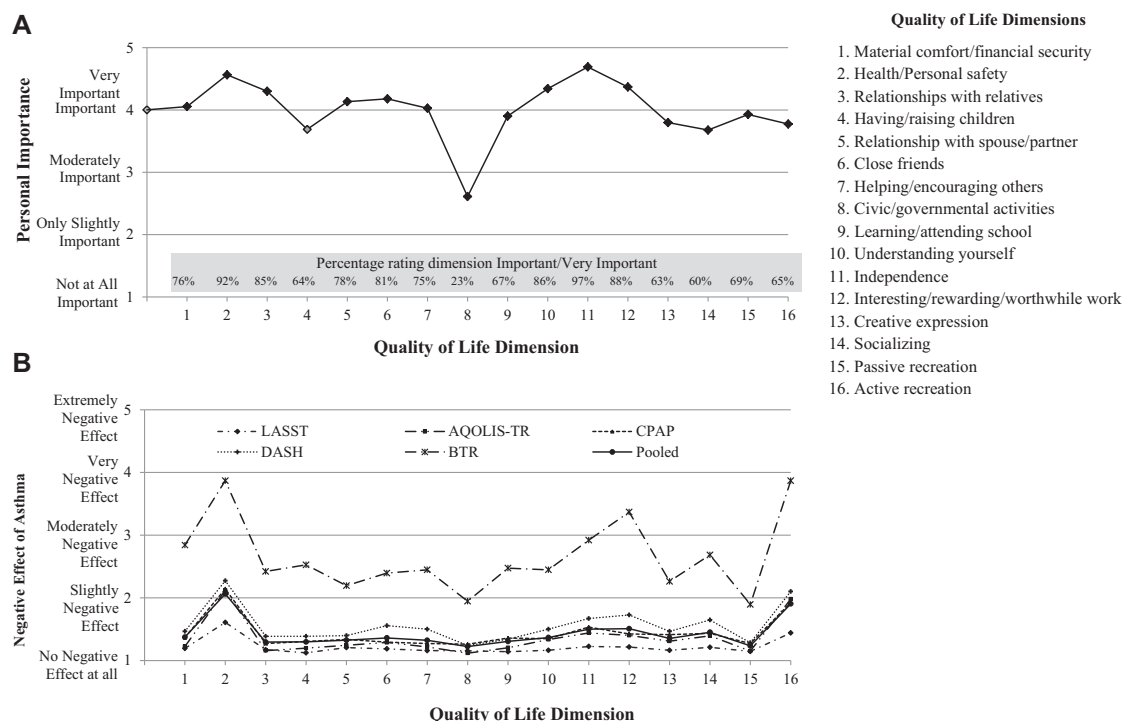 A
Personal Importance
5
Very
Important
Important
4
Moderately
Important
3
Only Slightly
Important
2
Not at All
Important
1
Percentage rating dimension Important/Very Important
76% 92% 85% 64% 78% 81% 75% 23% 67% 86% 97% 88% 63% 60% 69% 65%
1 2 3 4 5 6 7 8 9 10 11 12 13 14 15 16
Quality of Life Dimension
Quality of Life Dimensions
1. Material comfort/financial security
2. Health/Personal safety
3. Relationships with relatives
4. Having/raising children
5. Relationship with spouse/partner
6. Close friends
7. Helping/encouraging others
8. Civic/governmental activities
9. Learning/attending school
10. Understanding yourself
11. Independence
12. Interesting/rewarding/worthwhile work
13. Creative expression
14. Socializing
15. Passive recreation
16. Active recreation
B
Negative Effect of Asthma
Extremely
Negative
Effect
5
Very
Negative
Effect
4
Moderately
Negative
Effect
3
Slightly
Negative
Effect
2
No Negative
Effect at all
1
LASST AQOLIS-TR CPAP
DASH BTR Pooled
1 2 3 4 5 6 7 8 9 10 11 12 13 14 15 16
Quality of Life Dimension